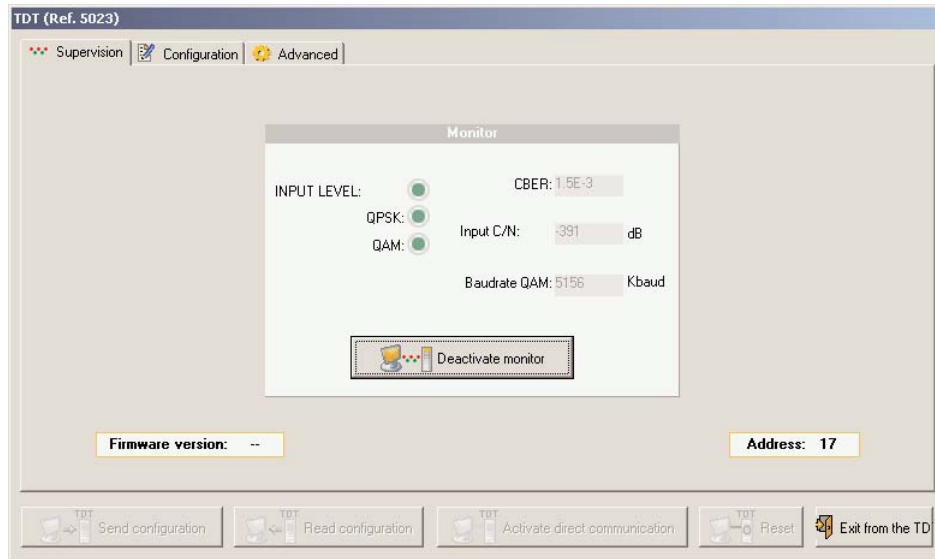 TDT (Ref. 5023)
Supervision Configuration Advanced
Monitor
INPUT LEVEL:
QPSK:
QAM:
CBER: 1.5E-3
Input C/N: -391 dB
Baudrate QAM: 5156 Kbaud
Deactivate monitor
Firmware version: --
Address: 17
TDT Send configuration
TDT Read configuration
TDT Activate direct communication
TDT Reset
Exit from the TD